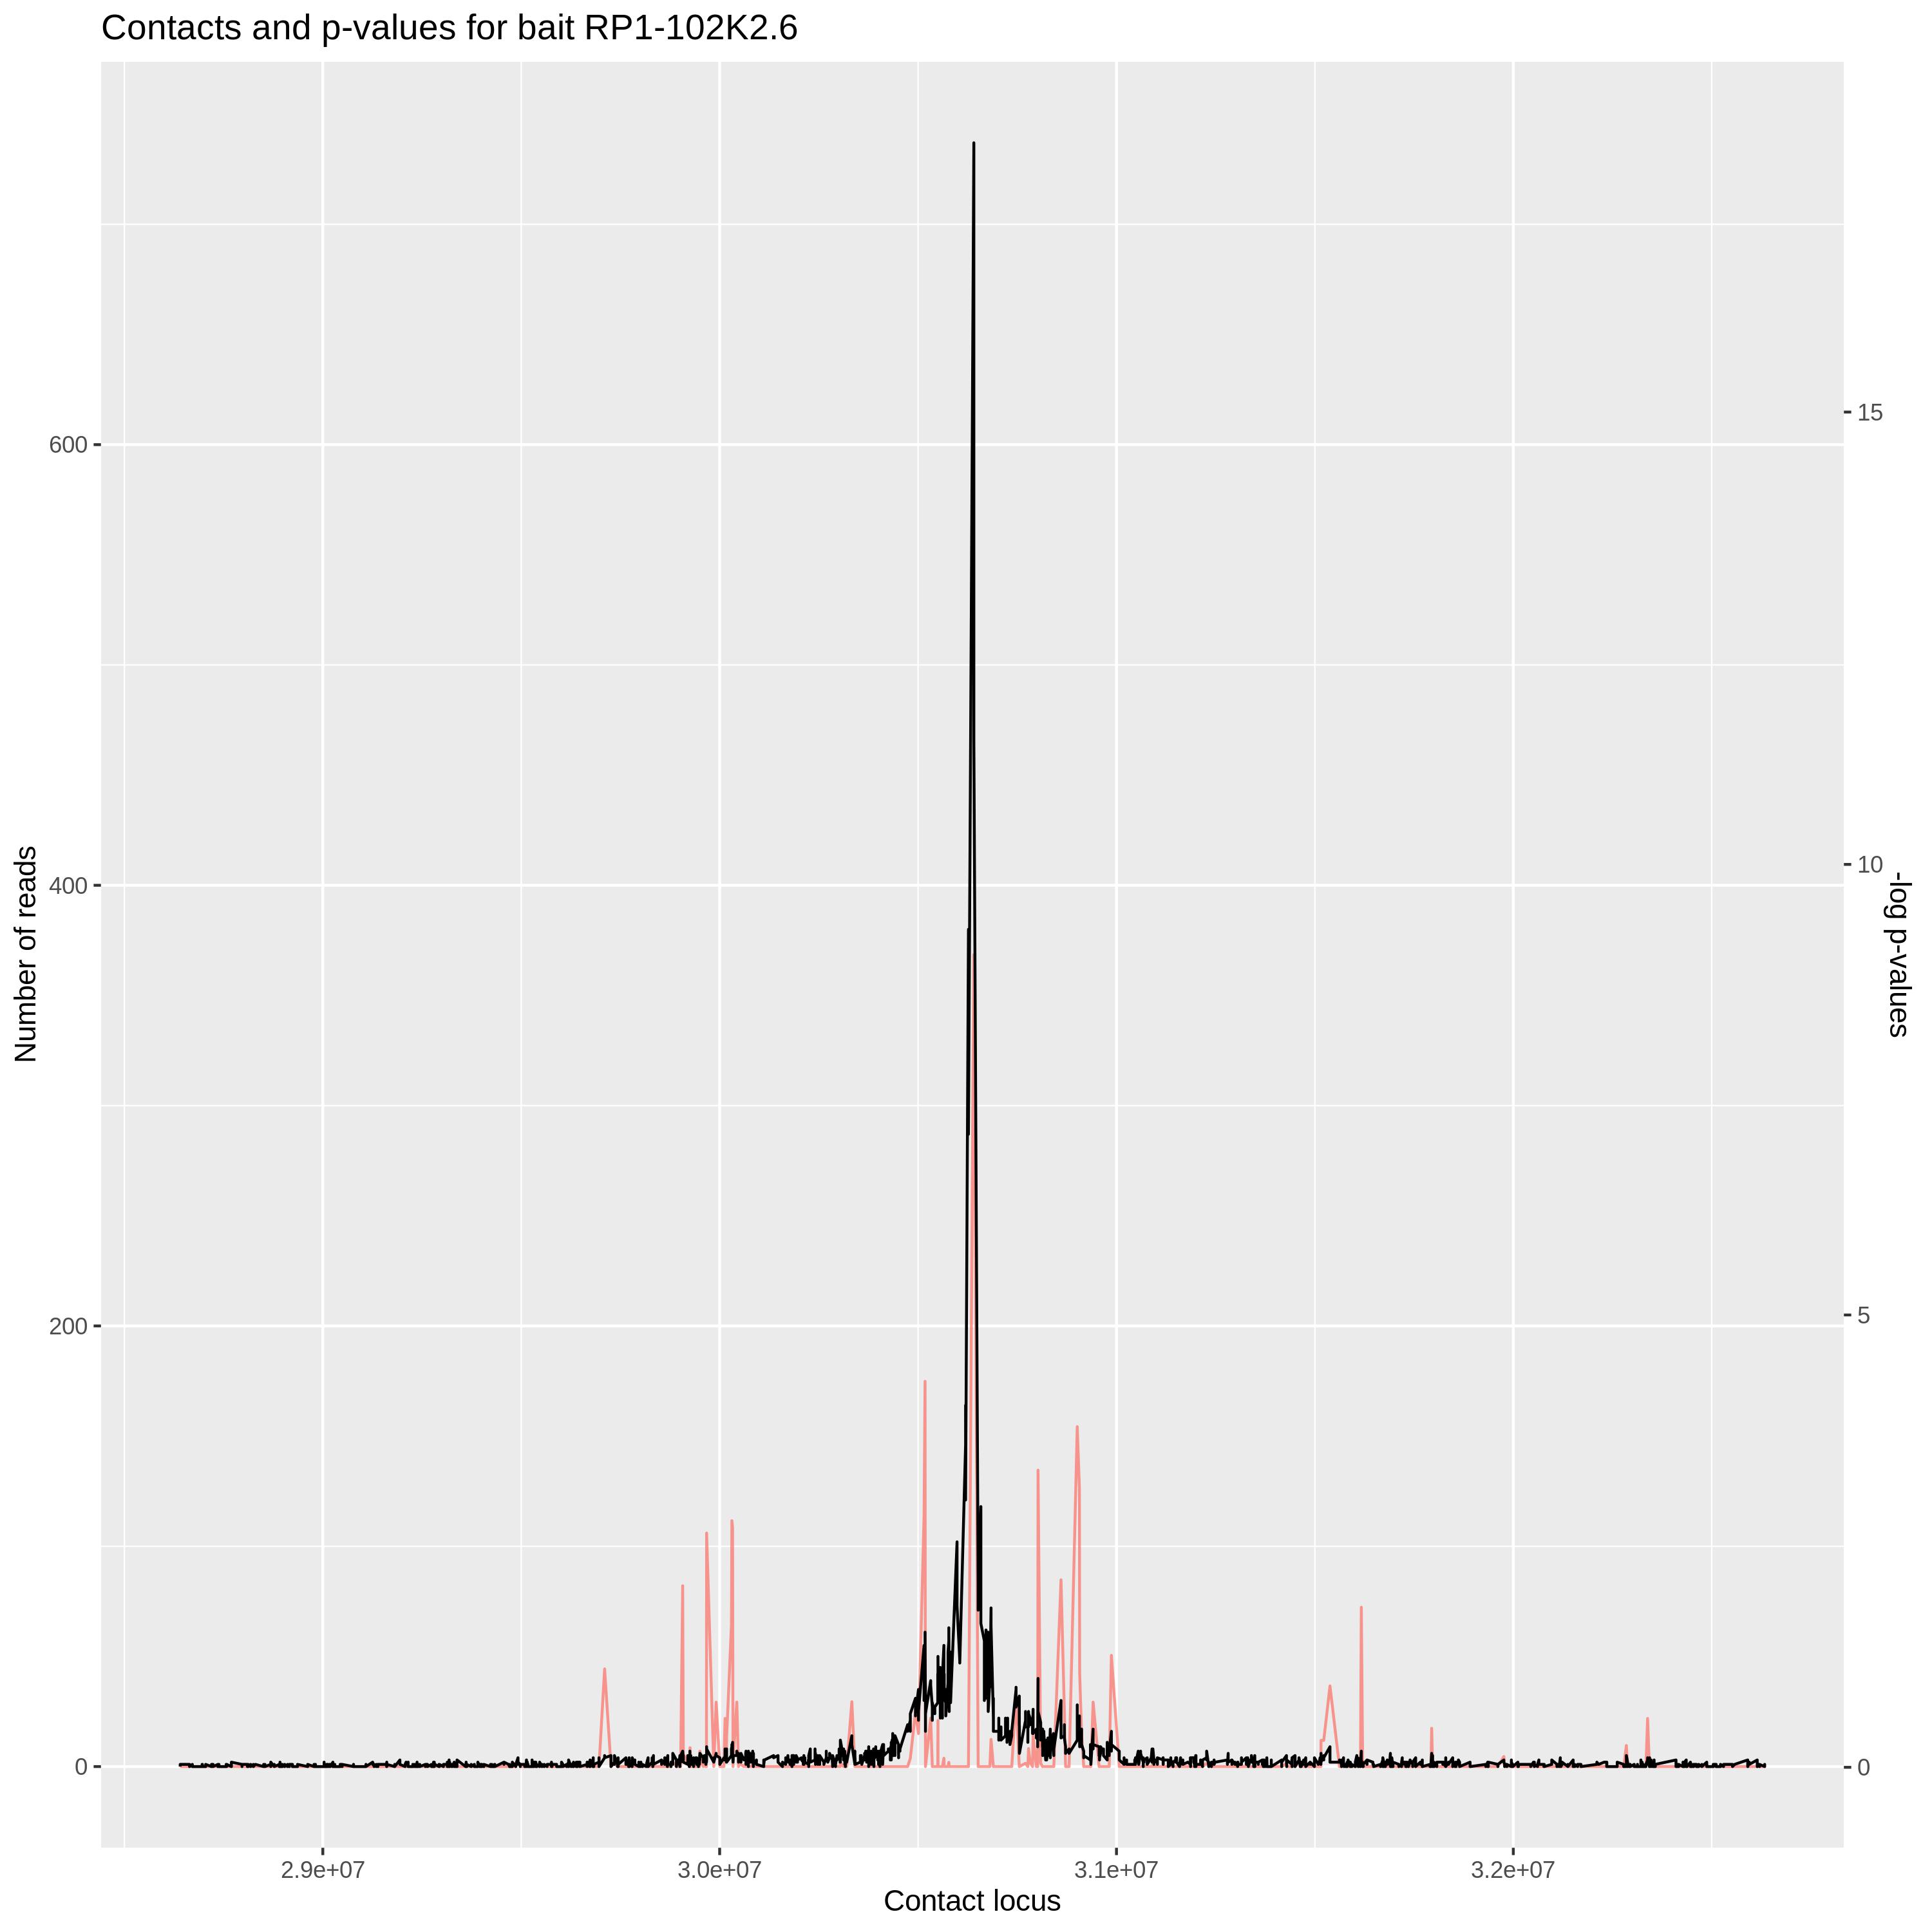 Contacts and p-values for bait RP1-102K2.6
Number of reads
600
400
200
0
15
10
5
0
-log p-values
2.9e+07
3.0e+07
3.1e+07
3.2e+07
Contact locus